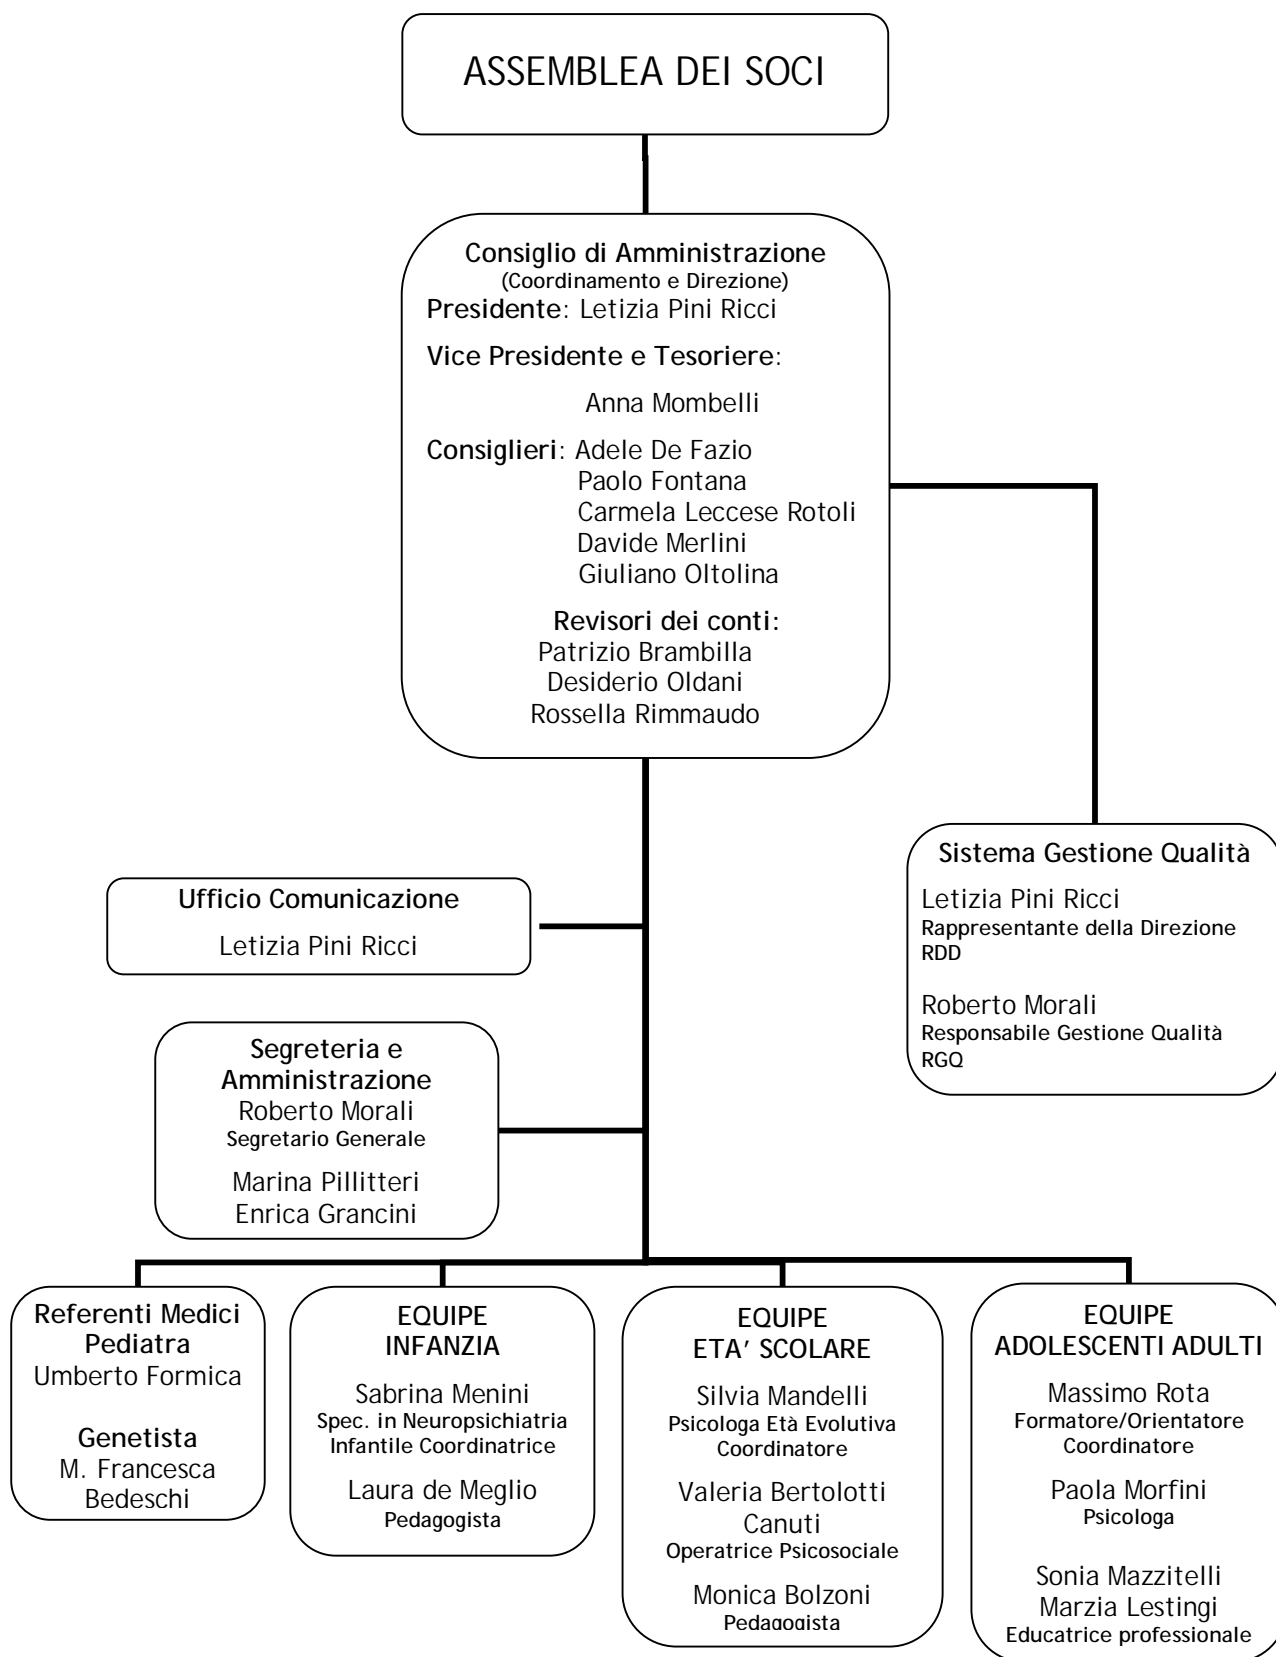 ASSEMBLEA DEI SOCI
Consiglio di Amministrazione
(Coordinamento e Direzione)
Presidente: Letizia Pini Ricci
Vice Presidente e Tesoriere:
Anna Mombelli
Consiglieri: Adele De Fazio
Paolo Fontana
Carmela Leccese Rotoli
Davide Merlini
Giuliano Oltolina
Revisori dei conti:
Patrizio Brambilla
Desiderio Oldani
Rossella Rimmaudo
Sistema Gestione Qualità
Letizia Pini Ricci
Rappresentante della Direzione
RDD
Roberto Morali
Responsabile Gestione Qualità
RGQ
Ufficio Comunicazione
Letizia Pini Ricci
Segreteria e
Amministrazione
Roberto Morali
Segretario Generale
Marina Pillitteri
Enrica Grancini
Referenti Medici
Pediatra
Umberto Formica
Genetista
M. Francesca
Bedeschi
EQUIPE
INFANZIA
Sabrina Menini
Spec. in Neuropsichiatria
Infantile Coordinatrice
Laura de Meglio
Pedagogista
EQUIPE
ETA’ SCOLARE
Silvia Mandelli
Psicologa Età Evolutiva
Coordinatore
Valeria Bertolotti
Canuti
Operatrice Psicosociale
Monica Bolzoni
Pedagogista
EQUIPE
ADOLESCENTI ADULTI
Massimo Rota
Formatore/Orientatore
Coordinatore
Paola Morfini
Psicologa
Sonia Mazzitelli
Marzia Lestingi
Educatrice professionale